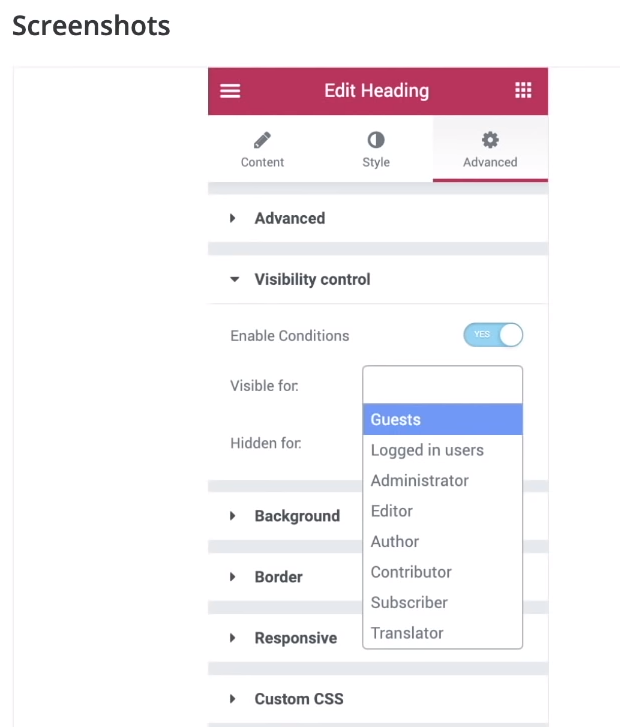 Screenshots
Edit Heading
Content
Style
Advanced
Advanced
Visibility control
Enable Conditions
YES
Visible for:
Hidden for:
Guests
Logged in users
Administrator
Editor
Author
Contributor
Subscriber
Translator
Background
Border
Responsive
Custom CSS